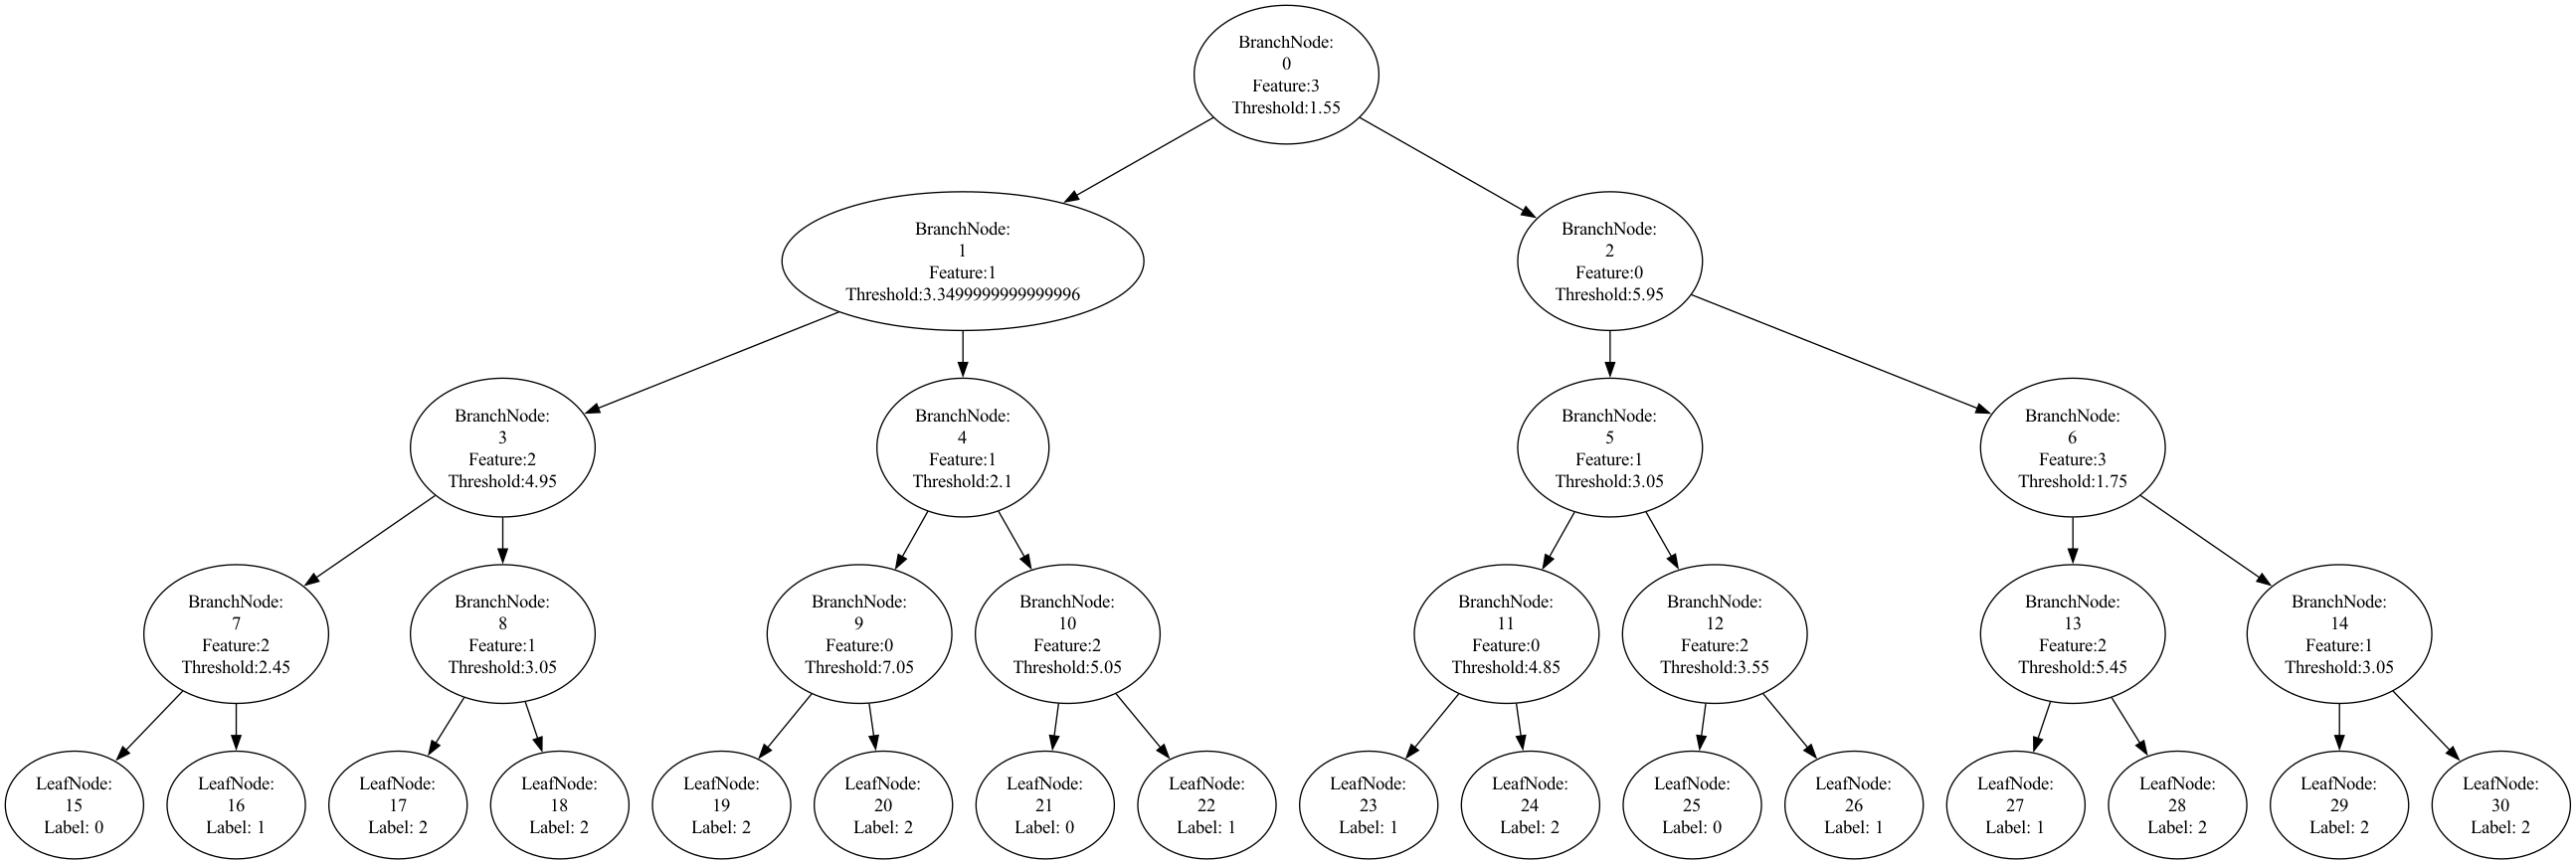 BranchNode:
0
Feature:3
Threshold:1.55
BranchNode:
1
Feature:1
Threshold:3.3499999999999996
BranchNode:
2
Feature:0
Threshold:5.95
BranchNode:
3
Feature:2
Threshold:4.95
BranchNode:
4
Feature:1
Threshold:2.1
BranchNode:
5
Feature:1
Threshold:3.05
BranchNode:
6
Feature:3
Threshold:1.75
BranchNode:
7
Feature:2
Threshold:2.45
BranchNode:
8
Feature:1
Threshold:3.05
BranchNode:
9
Feature:0
Threshold:7.05
BranchNode:
10
Feature:2
Threshold:5.05
BranchNode:
11
Feature:0
Threshold:4.85
BranchNode:
12
Feature:2
Threshold:3.55
BranchNode:
13
Feature:2
Threshold:5.45
BranchNode:
14
Feature:1
Threshold:3.05
LeafNode:
15
Label: 0
LeafNode:
16
Label: 1
LeafNode:
17
Label: 2
LeafNode:
18
Label: 2
LeafNode:
19
Label: 2
LeafNode:
20
Label: 2
LeafNode:
21
Label: 0
LeafNode:
22
Label: 1
LeafNode:
23
Label: 1
LeafNode:
24
Label: 2
LeafNode:
25
Label: 0
LeafNode:
26
Label: 1
LeafNode:
27
Label: 1
LeafNode:
28
Label: 2
LeafNode:
29
Label: 2
LeafNode:
30
Label: 2